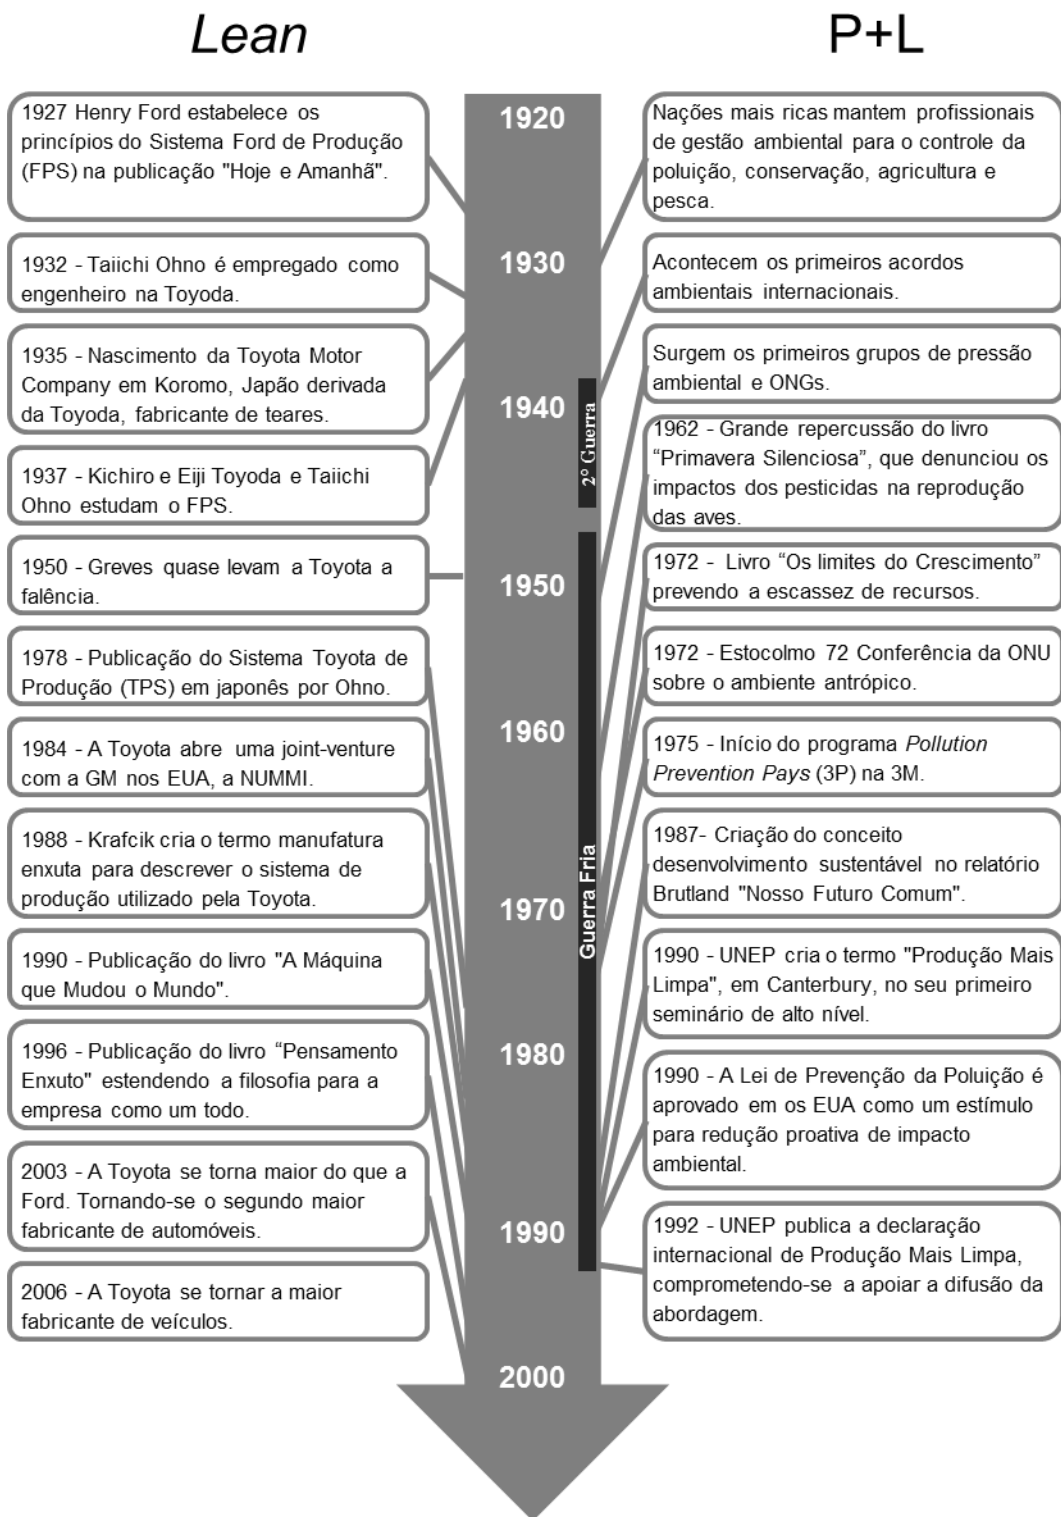 Lean
P+L
1927 Henry Ford estabelece os
princípios do Sistema Ford de Produção
(FPS) na publicação "Hoje e Amanhã".
1932 - Taiichi Ohno é empregado como
engenheiro na Toyoda.
1935 - Nascimento da Toyota Motor
Company em Koromo, Japão derivada
da Toyoda, fabricante de teares.
1937 - Kichiro e Eiji Toyoda e Taiichi
Ohno estudam o FPS.
1950 - Greves quase levam a Toyota a
falência.
1978 - Publicação do Sistema Toyota de
Produção (TPS) em japonês por Ohno.
1984 - A Toyota abre uma joint-venture
com a GM nos EUA, a NUMMI.
1988 - Krafcik cria o termo manufatura
enxuta para descrever o sistema de
produção utilizado pela Toyota.
1990 - Publicação do livro "A Máquina
que Mudou o Mundo".
1996 - Publicação do livro “Pensamento
Enxuto" estendendo a filosofia para a
empresa como um todo.
2003 - A Toyota se torna maior do que a
Ford. Tornando-se o segundo maior
fabricante de automóveis.
2006 - A Toyota se tornar a maior
fabricante de veículos.
1920
1930
1940
1950
1960
1970
1980
1990
2000
2° Guerra
Guerra Fria
Nações mais ricas mantem profissionais
de gestão ambiental para o controle da
poluição, conservação, agricultura e
pesca.
Acontecem os primeiros acordos
ambientais internacionais.
Surgem os primeiros grupos de pressão
ambiental e ONGs.
1962 - Grande repercussão do livro
“Primavera Silenciosa”, que denunciou os
impactos dos pesticidas na reprodução
das aves.
1972 - Livro “Os limites do Crescimento”
prevendo a escassez de recursos.
1972 - Estocolmo 72 Conferência da ONU
sobre o ambiente antrópico.
1975 - Início do programa Pollution
Prevention Pays (3P) na 3M.
1987- Criação do conceito
desenvolvimento sustentável no relatório
Brutland "Nosso Futuro Comum".
1990 - UNEP cria o termo "Produção Mais
Limpa", em Canterbury, no seu primeiro
seminário de alto nível.
1990 - A Lei de Prevenção da Poluição é
aprovado em os EUA como um estímulo
para redução proativa de impacto
ambiental.
1992 - UNEP publica a declaração
internacional de Produção Mais Limpa,
comprometendo-se a apoiar a difusão da
abordagem.